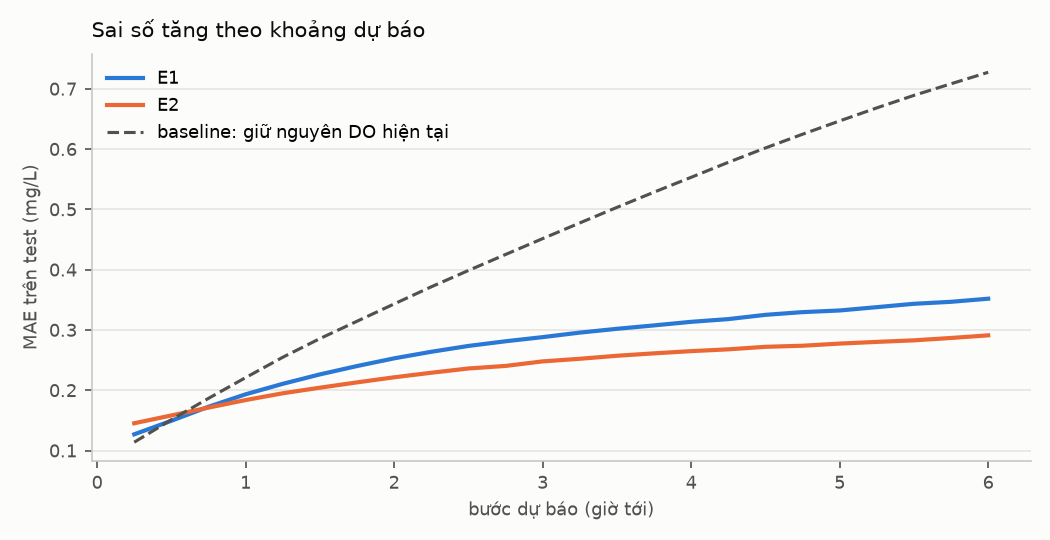 Sai số tăng theo khoảng dự báo
E1
E2
baseline: giữ nguyên DO hiện tại
MAE trên test (mg/L)
0.7
0.6
0.5
0.4
0.3
0.2
0.1
0 1 2 3 4 5 6
bước dự báo (giờ tới)